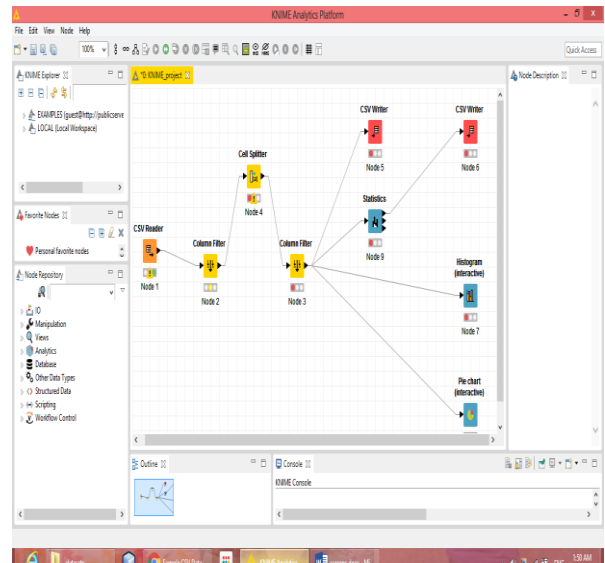 KNIME Analytics Platform
File Edit View Node Help
100%
Quick Access
KNIME Explorer
EXAMPLES (guest@http://publicserve
LOCAL (Local Workspace)
Favorite Nodes
Personal favorite nodes
Node Repository
IO
Manipulation
Views
Analytics
Database
Other Data Types
Structured Data
Scripting
Workflow Control
*0: KNIME_project
CSV Reader
Node 1
Column Filter
Node 2
Cell Splitter
Node 4
Column Filter
Node 3
CSV Writer
Node 5
CSV Writer
Node 6
Statistics
Node 9
Histogram
(interactive)
Node 7
Pie chart
(interactive)
Node Description
Outline
Console
KNIME Console
1:50 AM